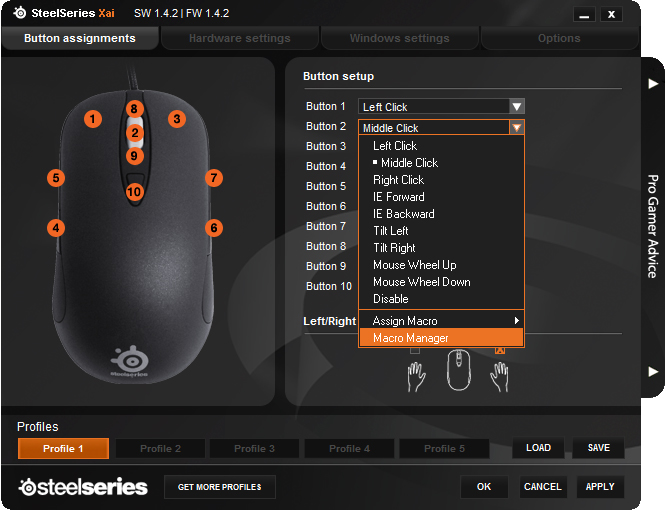 SteelSeries Xai SW 1.4.2 | FW 1.4.2
Button assignments Hardware settings Windows settings Options
Button setup
Button 1 Left Click
Button 2 Middle Click
Button 3 Left Click
Button 4 Middle Click
Button 5 Right Click
Button 6 IE Forward
IE Backward
Button 7 Tilt Left
Button 8 Tilt Right
Button 9 Mouse Wheel Up
Button 10 Mouse Wheel Down
Disable
Left/Right Assign Macro
Macro Manager
A
8
1 2 3
9
5 10 7
4 6
steelseries
Pro Gamer Advice
Profiles
Profile 1 Profile 2 Profile 3 Profile 4 Profile 5 LOAD SAVE
steelseries GET MORE PROFILES OK CANCEL APPLY